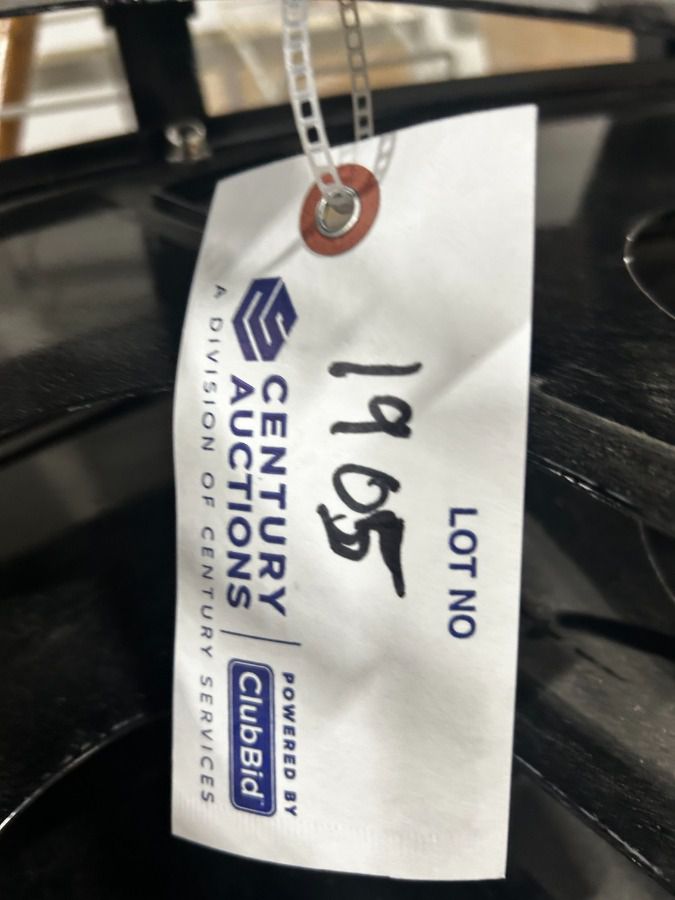 LOT NO
1905
CENTURY
AUCTIONS
A DIVISION OF CENTURY SERVICES
POWERED BY
ClubBid